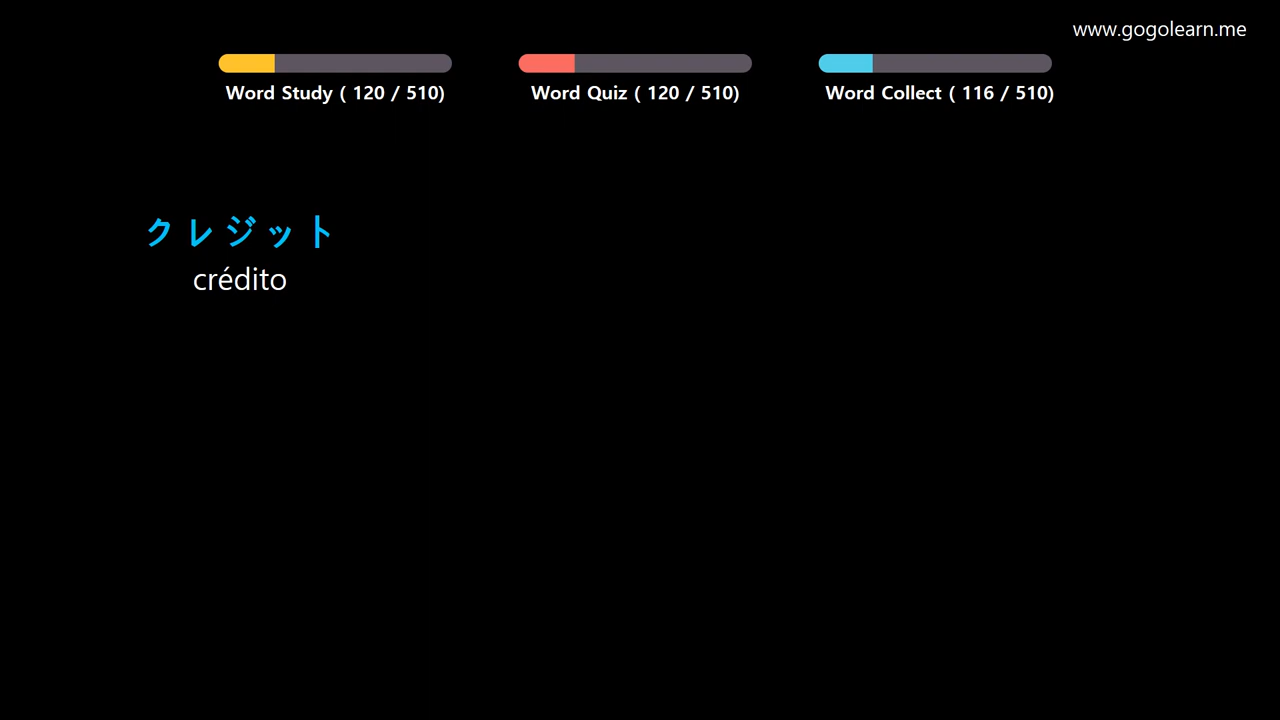 www.gogolearn.me
Word Study ( 120 / 510)
Word Quiz ( 120 / 510)
Word Collect ( 116 / 510)
クレジット
crédito